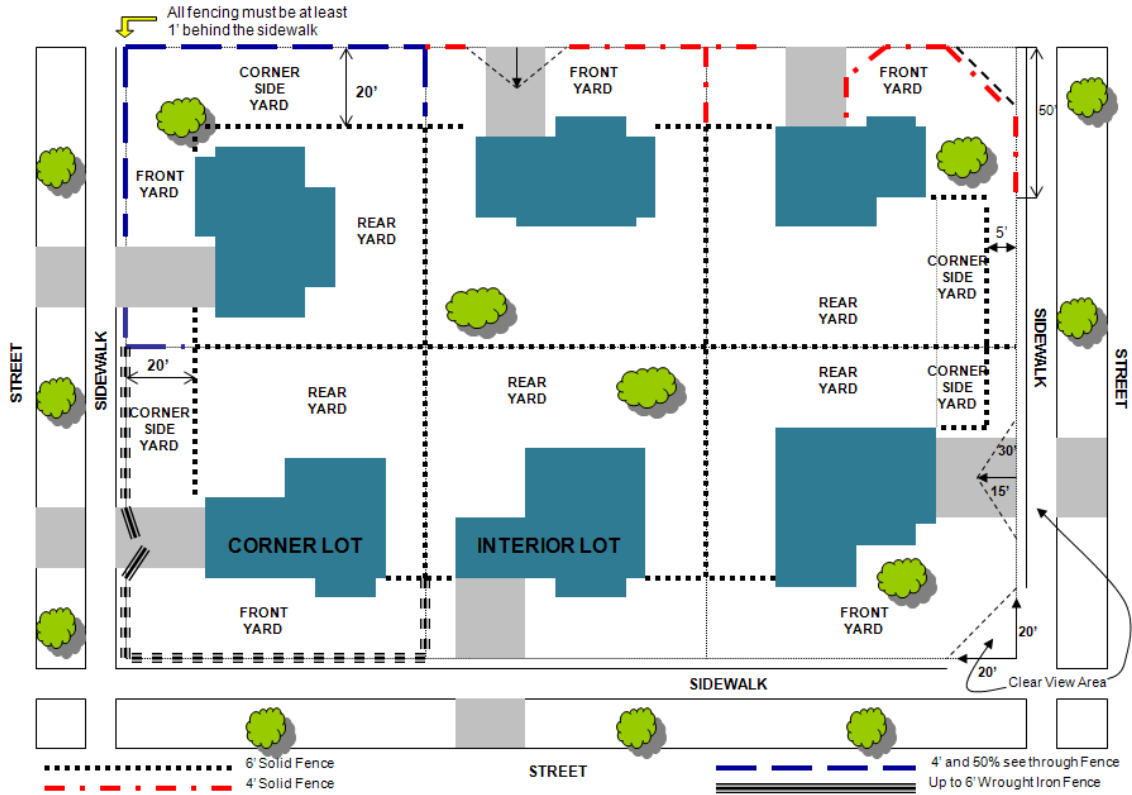 All fencing must be at least
1' behind the sidewalk
CORNER
SIDE
YARD
20'
FRONT
YARD
FRONT
YARD
50'
FRONT
YARD
REAR
YARD
5'
CORNER
SIDE
YARD
REAR
YARD
STREET
SIDEWALK
20'
CORNER
SIDE
YARD
REAR
YARD
REAR
YARD
REAR
YARD
CORNER
SIDE
YARD
SIDEWALK
STREET
30'
15'
CORNER LOT
INTERIOR LOT
FRONT
YARD
FRONT
YARD
20'
20'
Clear View Area
SIDEWALK
STREET
6' Solid Fence
4' Solid Fence
4' and 50% see through Fence
Up to 6' Wrought Iron Fence